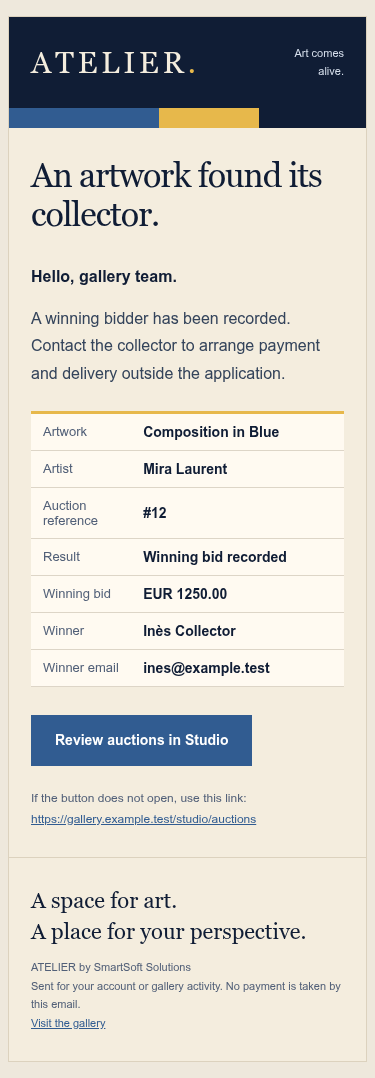 ATELIER.
Art comes
alive.
An artwork found its
collector.
Hello, gallery team.
A winning bidder has been recorded.
Contact the collector to arrange payment
and delivery outside the application.
Artwork Composition in Blue
Artist Mira Laurent
Auction
reference #12
Result Winning bid recorded
Winning bid EUR 1250.00
Winner Inès Collector
Winner email ines@example.test
Review auctions in Studio
If the button does not open, use this link:
https://gallery.example.test/studio/auctions
A space for art.
A place for your perspective.
ATELIER by SmartSoft Solutions
Sent for your account or gallery activity. No payment is taken by
this email.
Visit the gallery